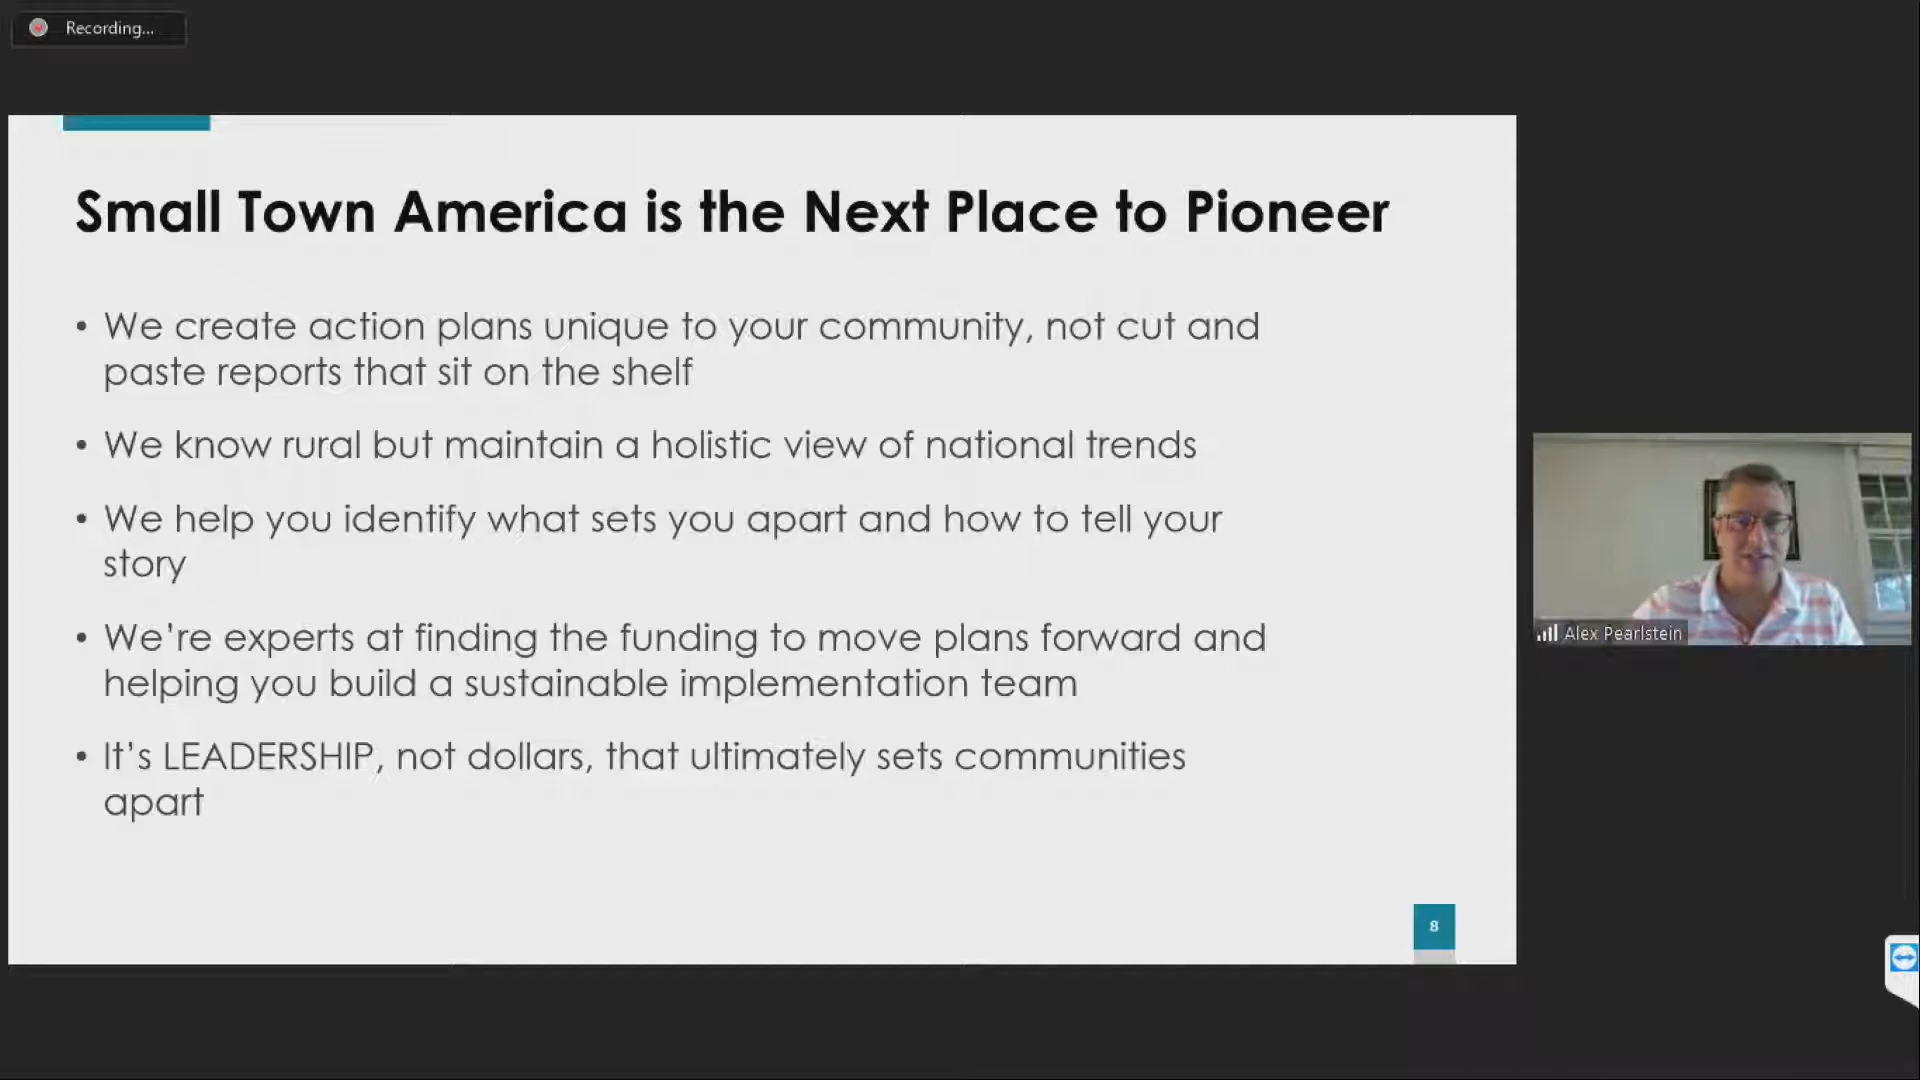 Recording...
Small Town America is the Next Place to Pioneer
• We create action plans unique to your community, not cut and
paste reports that sit on the shelf
• We know rural but maintain a holistic view of national trends
• We help you identify what sets you apart and how to tell your
story
• We’re experts at finding the funding to move plans forward and
helping you build a sustainable implementation team
• It’s LEADERSHIP, not dollars, that ultimately sets communities
apart
8
Alex Pearlstein